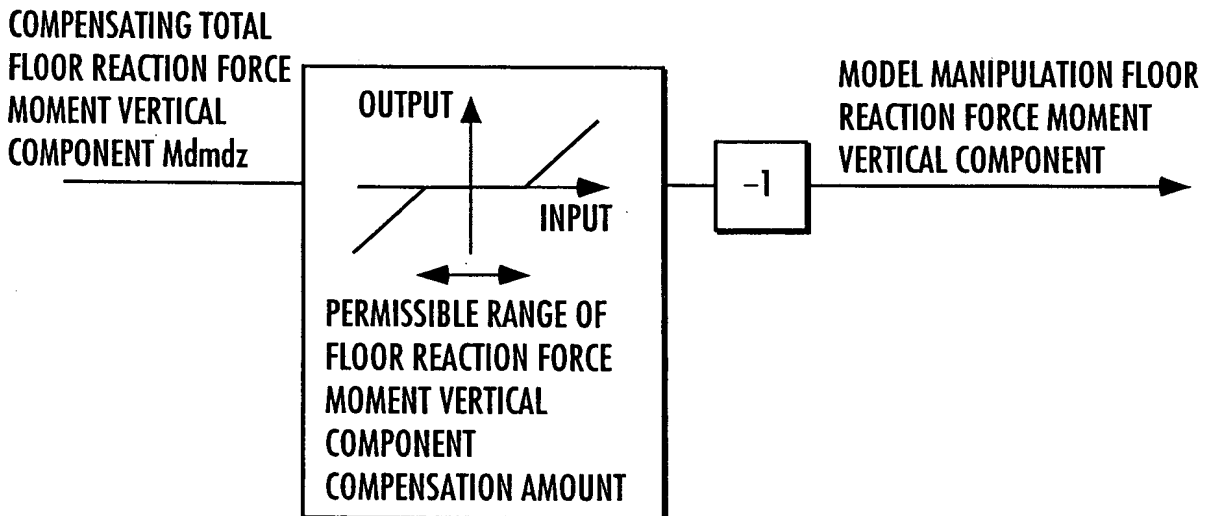 COMPENSATING TOTAL
FLOOR REACTION FORCE
MOMENT VERTICAL
COMPONENT Mdmdz
OUTPUT
INPUT
PERMISSIBLE RANGE OF
FLOOR REACTION FORCE
MOMENT VERTICAL
COMPONENT
COMPENSATION AMOUNT
-1
MODEL MANIPULATION FLOOR
REACTION FORCE MOMENT
VERTICAL COMPONENT